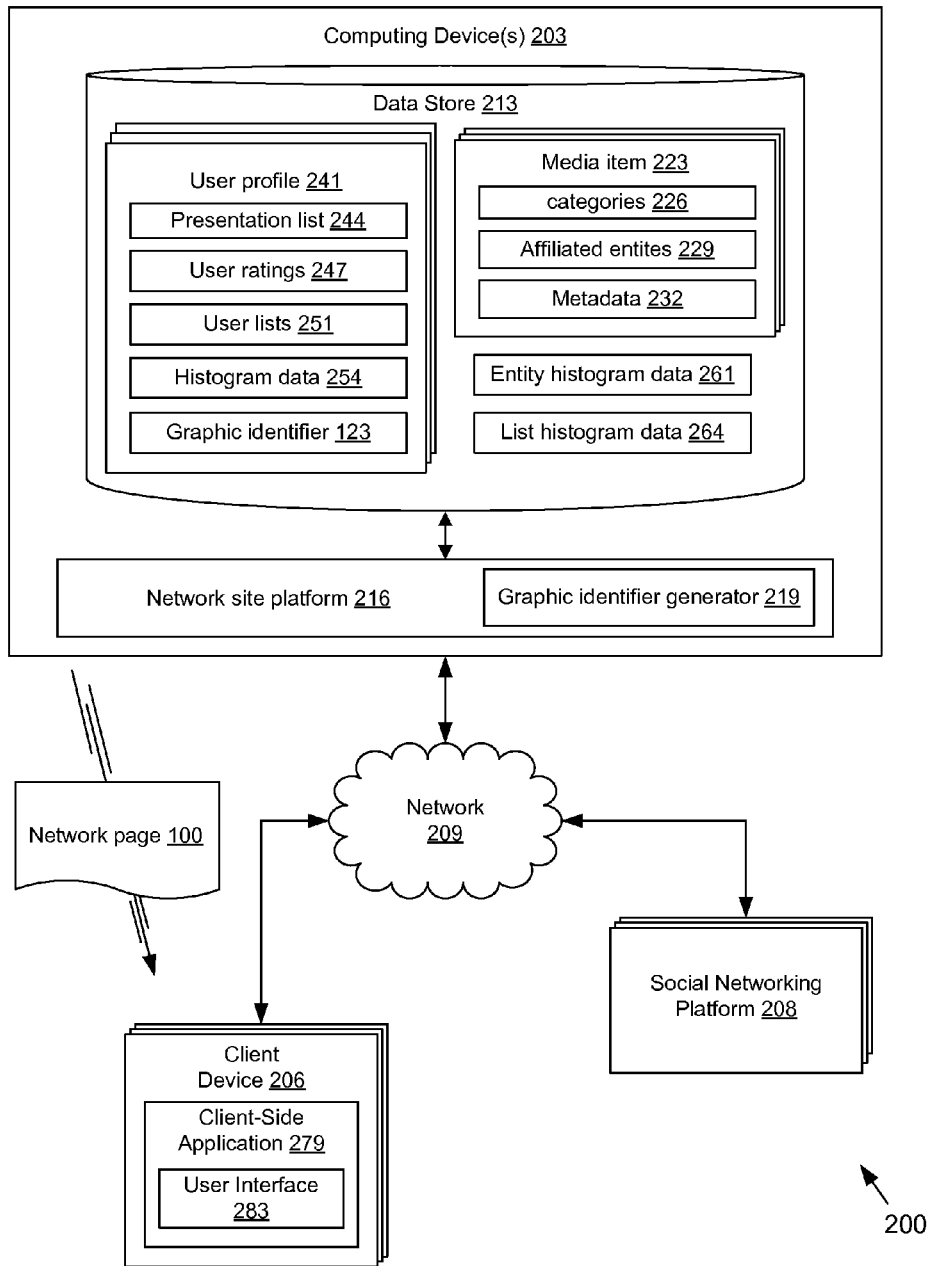 Computing Device(s) 203
Data Store 213
User profile 241
Presentation list 244
User ratings 247
User lists 251
Histogram data 254
Graphic identifier 123
Media item 223
categories 226
Affiliated entites 229
Metadata 232
Entity histogram data 261
List histogram data 264
Network site platform 216
Graphic identifier generator 219
Network page 100
Network
209
Social Networking
Platform 208
Client
Device 206
Client-Side
Application 279
User Interface
283
200